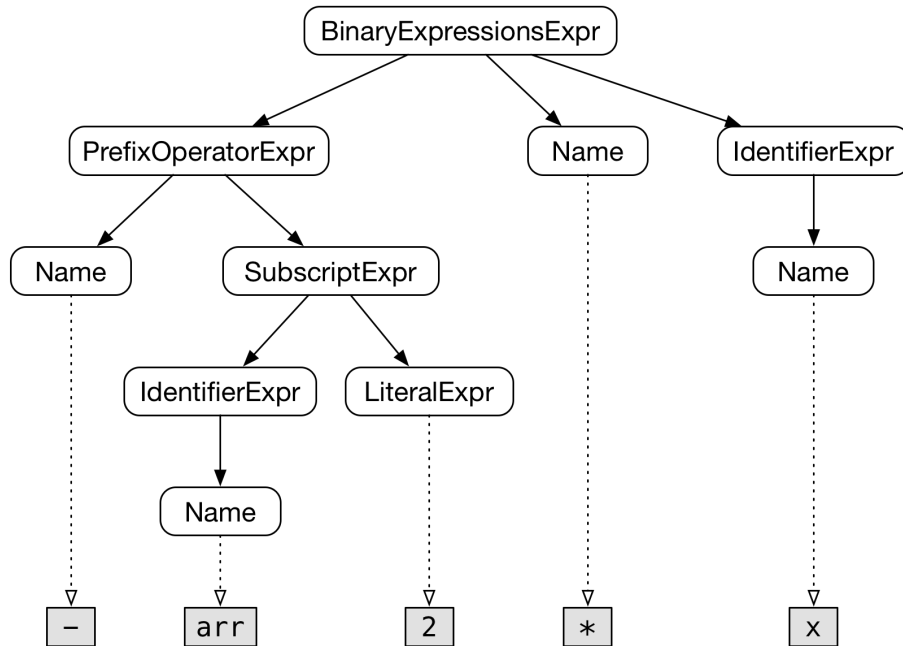 BinaryExpressionsExpr
PrefixOperatorExpr
Name
IdentifierExpr
Name
SubscriptExpr
Name
IdentifierExpr
LiteralExpr
Name
−
arr
2
*
x